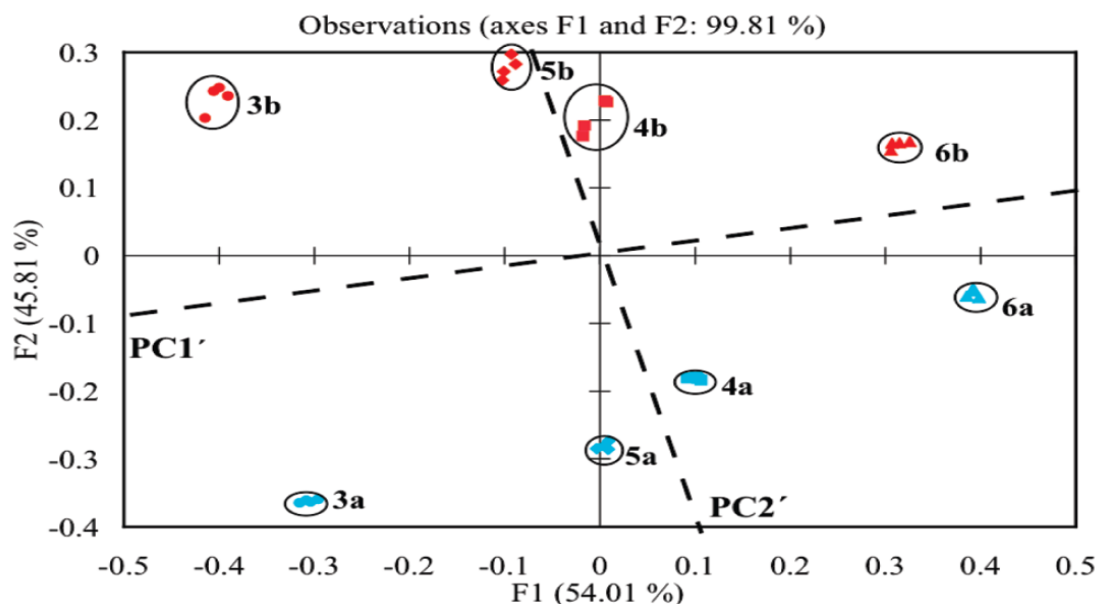 Observations (axes F1 and F2: 99.81 %)
0.3
0.2
0.1
0
-0.1
-0.2
-0.3
-0.4
F2 (45.81 %)
3b
5b
4b
6b
PC1´
6a
4a
5a
3a
PC2´
-0.5
-0.4
-0.3
-0.2
-0.1
0
0.1
0.2
0.3
0.4
0.5
F1 (54.01 %)